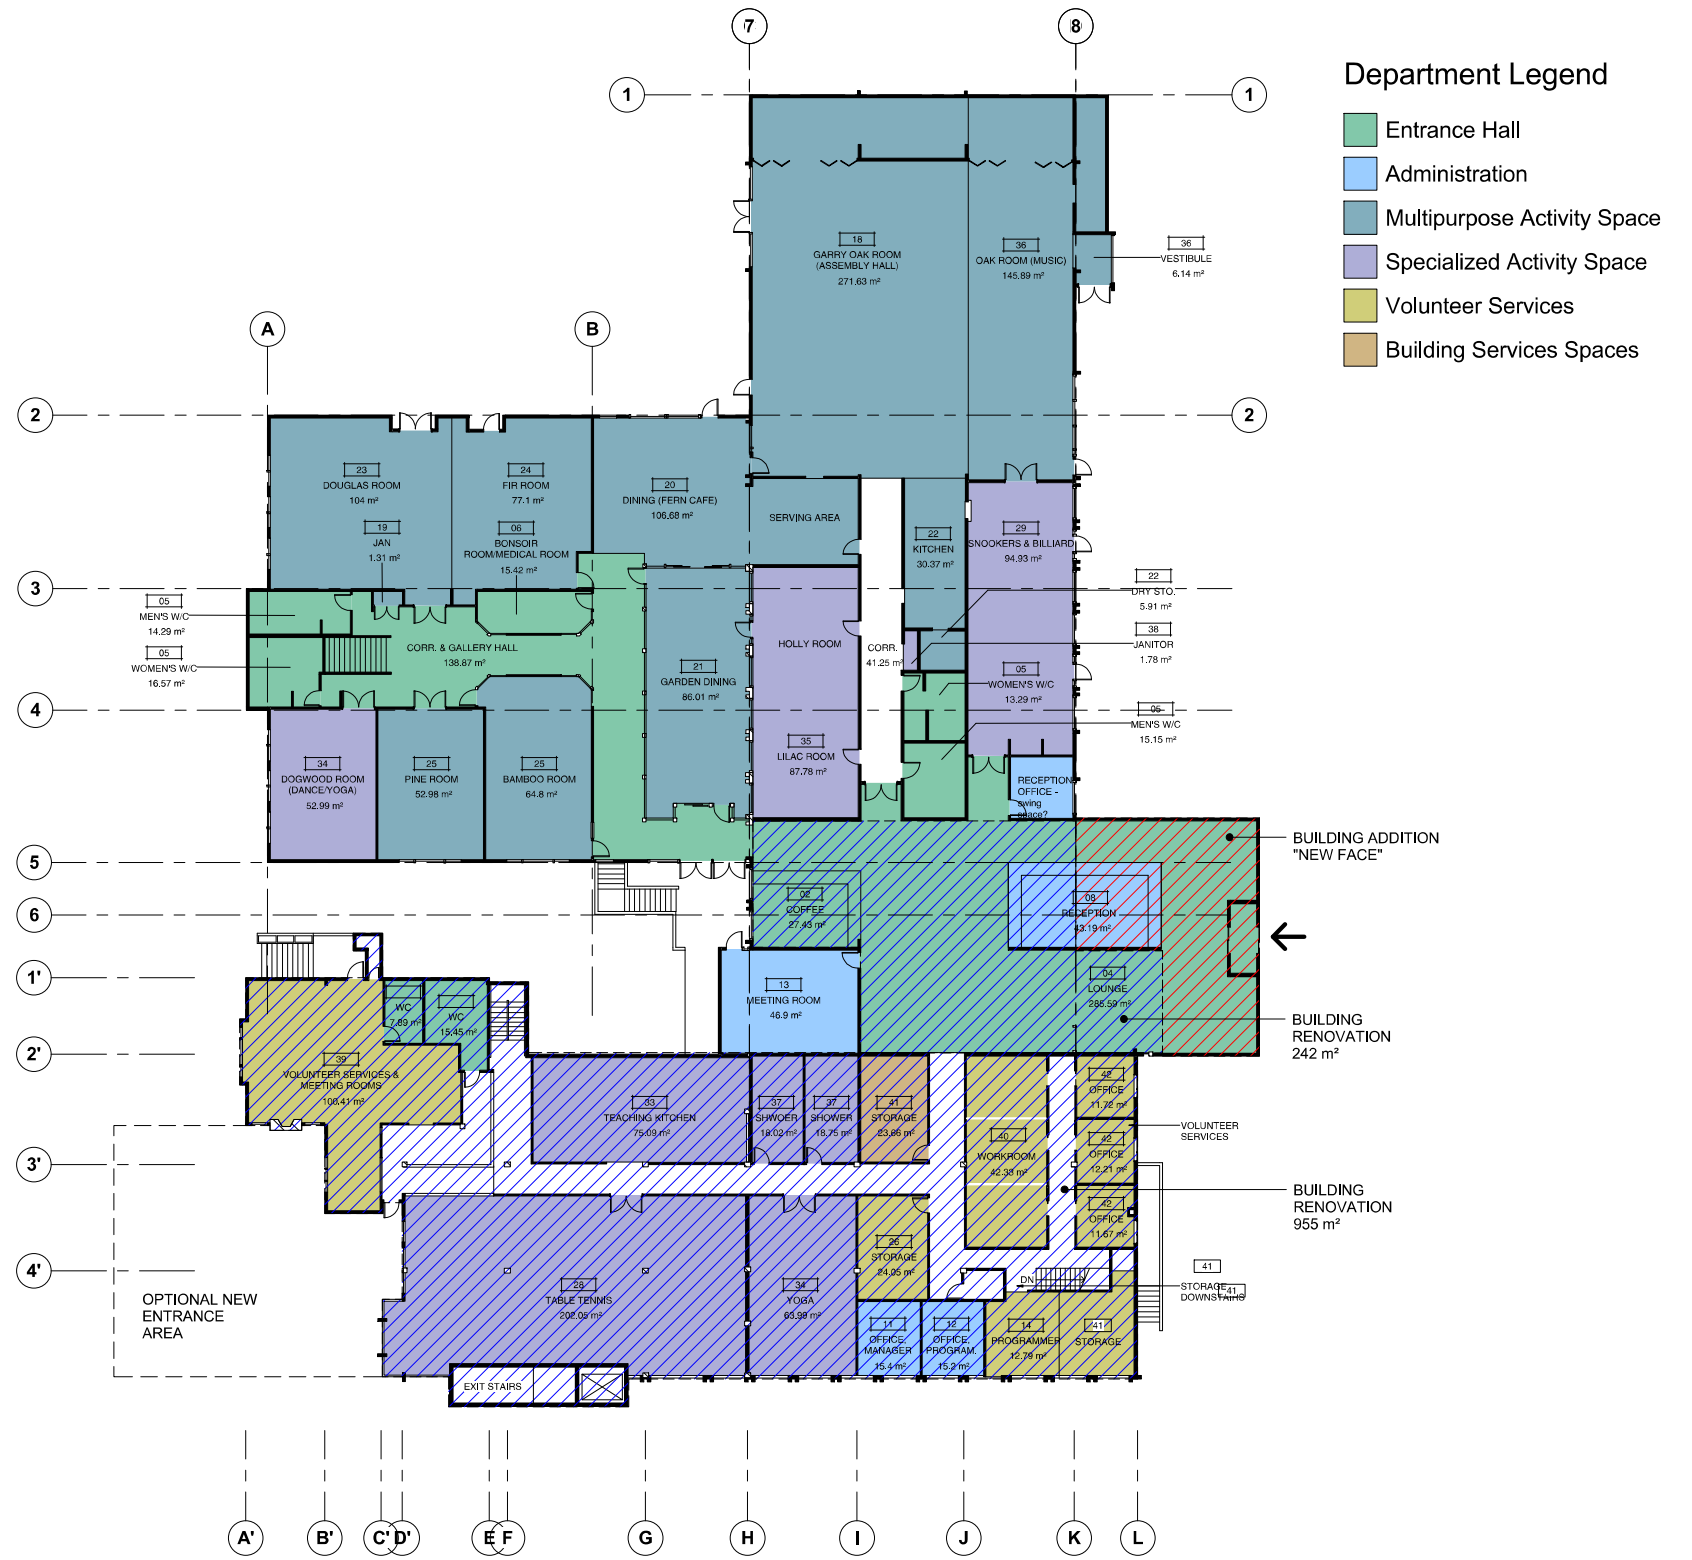 7
8
1
1
Department Legend
Entrance Hall
Administration
Multipurpose Activity Space
Specialized Activity Space
Volunteer Services
Building Services Spaces
18
GARRY OAK ROOM
(ASSEMBLY HALL)
271.63 m²
36
OAK ROOM (MUSIC)
145.89 m²
36
VESTIBULE
6.14 m²
A
B
2
2
23
DOUGLAS ROOM
104 m²
24
FIR ROOM
77.1 m²
20
DINING (FERN CAFE)
106.68 m²
SERVING AREA
19
JAN
1.31 m²
06
BONSOIR
ROOM/MEDICAL ROOM
15.42 m²
22
KITCHEN
30.37 m²
29
SNOOKERS & BILLIARD
94.93 m²
3
3
22
DRY STO.
5.91 m²
05
MEN'S W/C
14.29 m²
38
JANITOR
1.78 m²
05
WOMEN'S W/C
16.57 m²
CORR. & GALLERY HALL
138.87 m²
HOLLY ROOM
CORR.
41.25 m²
21
GARDEN DINING
86.01 m²
05
WOMEN'S W/C
13.29 m²
4
4
05
MEN'S W/C
15.15 m²
34
DOGWOOD ROOM
(DANCE/YOGA)
52.99 m²
25
PINE ROOM
52.98 m²
25
BAMBOO ROOM
64.8 m²
35
LILAC ROOM
87.78 m²
RECEPTION
OFFICE -
swing
space?
BUILDING ADDITION
"NEW FACE"
5
6
02
COFFEE
27.43 m²
08
RECEPTION
43.19 m²
1'
13
MEETING ROOM
46.9 m²
04
LOUNGE
285.59 m²
WC
7.99 m²
WC
15.45 m²
BUILDING
RENOVATION
242 m²
2'
39
VOLUNTEER SERVICES &
MEETING ROOMS
100.41 m²
33
TEACHING KITCHEN
75.09 m²
37
SHWOER
18.02 m²
37
SHOWER
18.75 m²
41
STORAGE
23.66 m²
40
WORKROOM
42.39 m²
42
OFFICE
11.72 m²
VOLUNTEER
SERVICES
42
OFFICE
12.21 m²
3'
42
OFFICE
11.67 m²
BUILDING
RENOVATION
955 m²
26
STORAGE
24.05 m²
4'
28
TABLE TENNIS
202.05 m²
34
YOGA
63.99 m²
DN
41
STORAGE
DOWNSTAIRS
41
OPTIONAL NEW
ENTRANCE
AREA
11
OFFICE,
MANAGER
15.4 m²
12
OFFICE,
PROGRAM.
15.2 m²
14
PROGRAMMER
12.79 m²
41
STORAGE
EXIT STAIRS
A'
B'
C'
D'
E
F
G
H
I
J
K
L